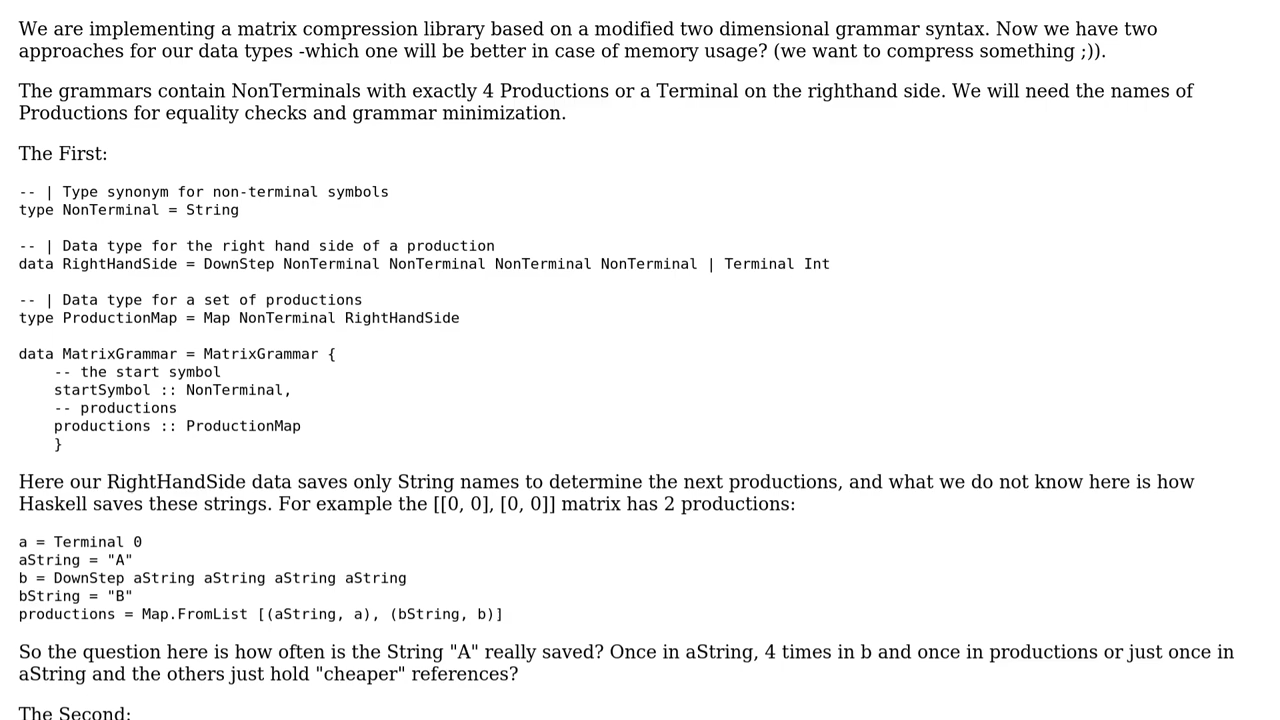 We are implementing a matrix compression library based on a modified two dimensional grammar syntax. Now we have two
approaches for our data types -which one will be better in case of memory usage? (we want to compress something ;)).
The grammars contain NonTerminals with exactly 4 Productions or a Terminal on the righthand side. We will need the names of
Productions for equality checks and grammar minimization.
The First:
-- | Type synonym for non-terminal symbols
type NonTerminal = String
-- | Data type for the right hand side of a production
data RightHandSide = DownStep NonTerminal NonTerminal NonTerminal NonTerminal | Terminal Int
-- | Data type for a set of productions
type ProductionMap = Map NonTerminal RightHandSide
data MatrixGrammar = MatrixGrammar {
    -- the start symbol
    startSymbol :: NonTerminal,
    -- productions
    productions :: ProductionMap
    }
Here our RightHandSide data saves only String names to determine the next productions, and what we do not know here is how
Haskell saves these strings. For example the [[0, 0], [0, 0]] matrix has 2 productions:
a = Terminal 0
aString = "A"
b = DownStep aString aString aString aString
bString = "B"
productions = Map.FromList [(aString, a), (bString, b)]
So the question here is how often is the String "A" really saved? Once in aString, 4 times in b and once in productions or just once in
aString and the others just hold "cheaper" references?
The Second: